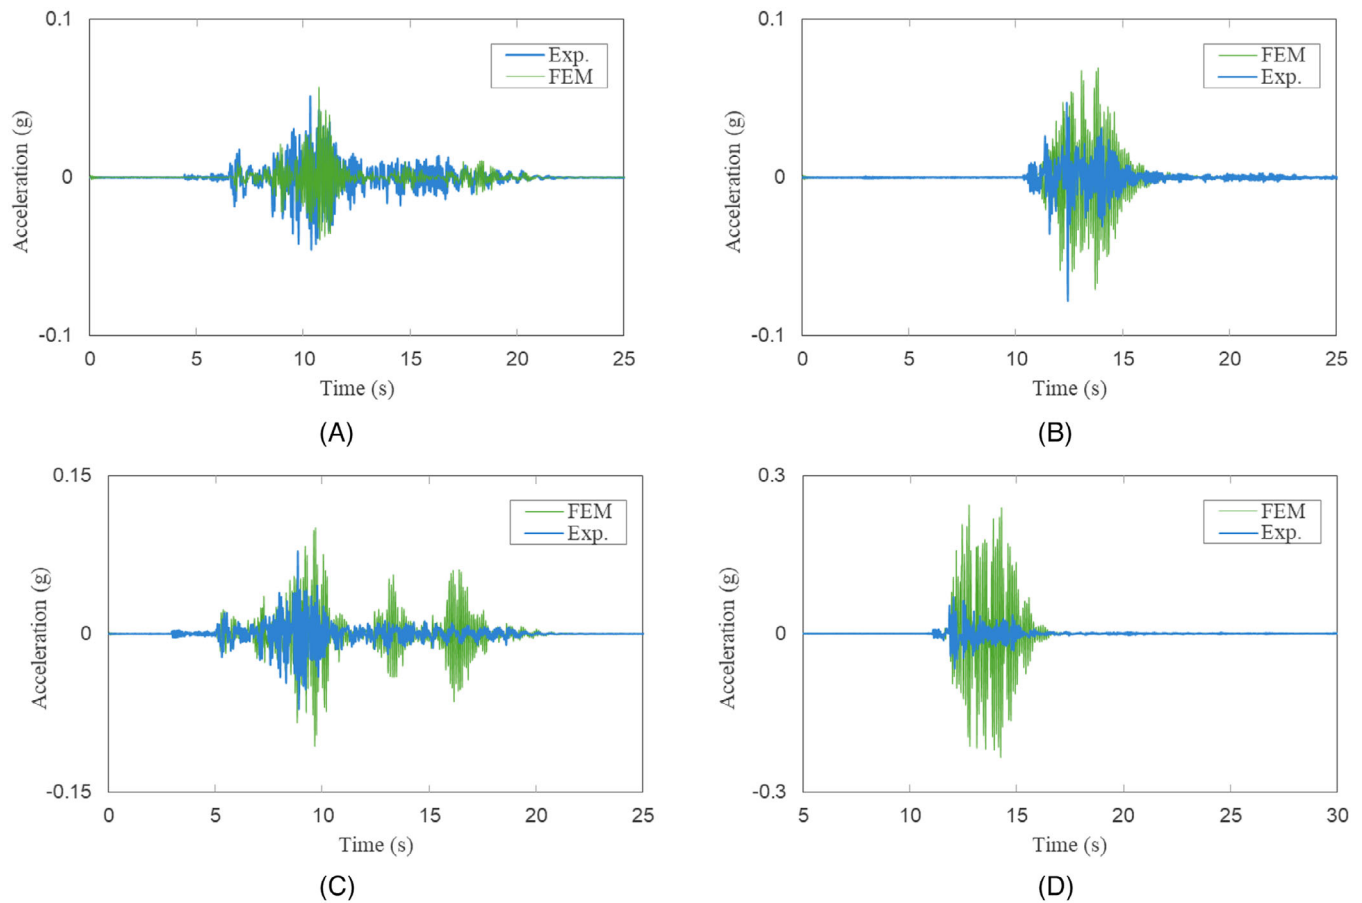 0.1
Exp.
FEM
Acceleration (g)
0
-0.1
0 5 10 15 20 25
Time (s)
(A)
0.1
FEM
Exp.
Acceleration (g)
0
-0.1
0 5 10 15 20 25
Time (s)
(B)
0.15
FEM
Exp.
Acceleration (g)
0
-0.15
0 5 10 15 20 25
Time (s)
(C)
0.3
FEM
Exp.
Acceleration (g)
0
-0.3
5 10 15 20 25 30
Time (s)
(D)